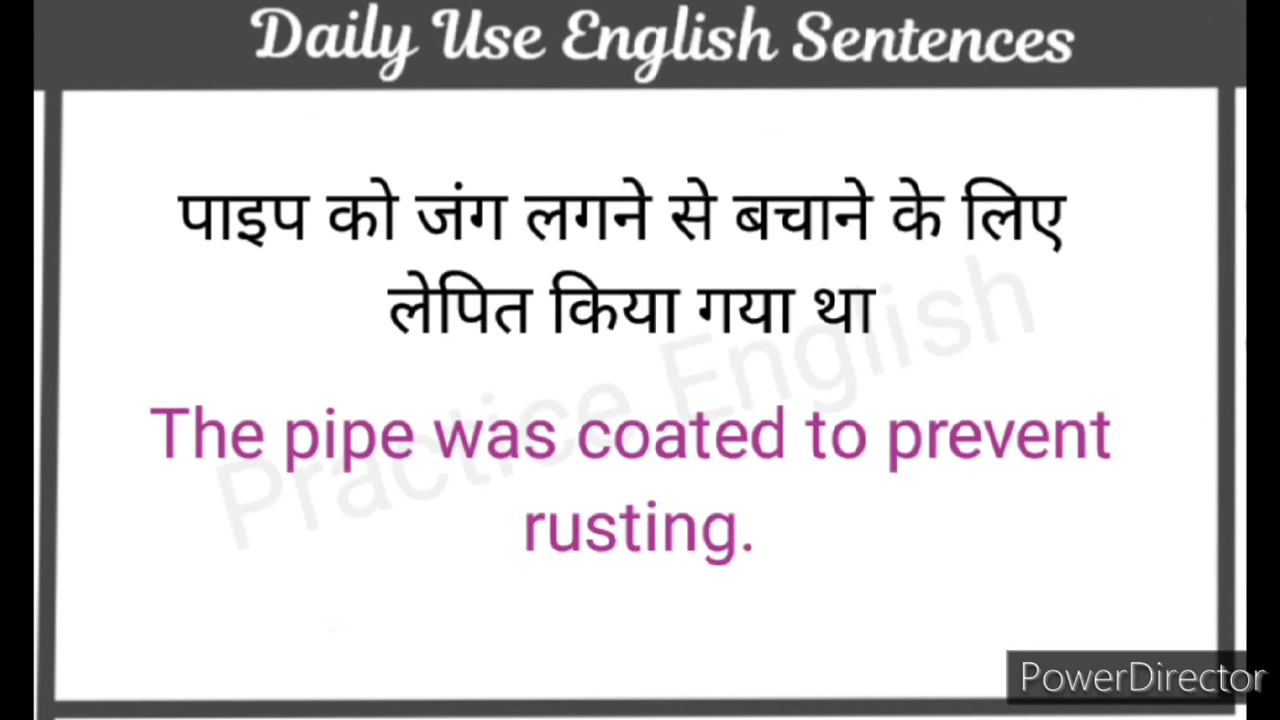 Daily Use English Sentences
पाइप को जंग लगने से बचाने के लिए
लेपित किया गया था
Practice English
The pipe was coated to prevent
rusting.
PowerDirector